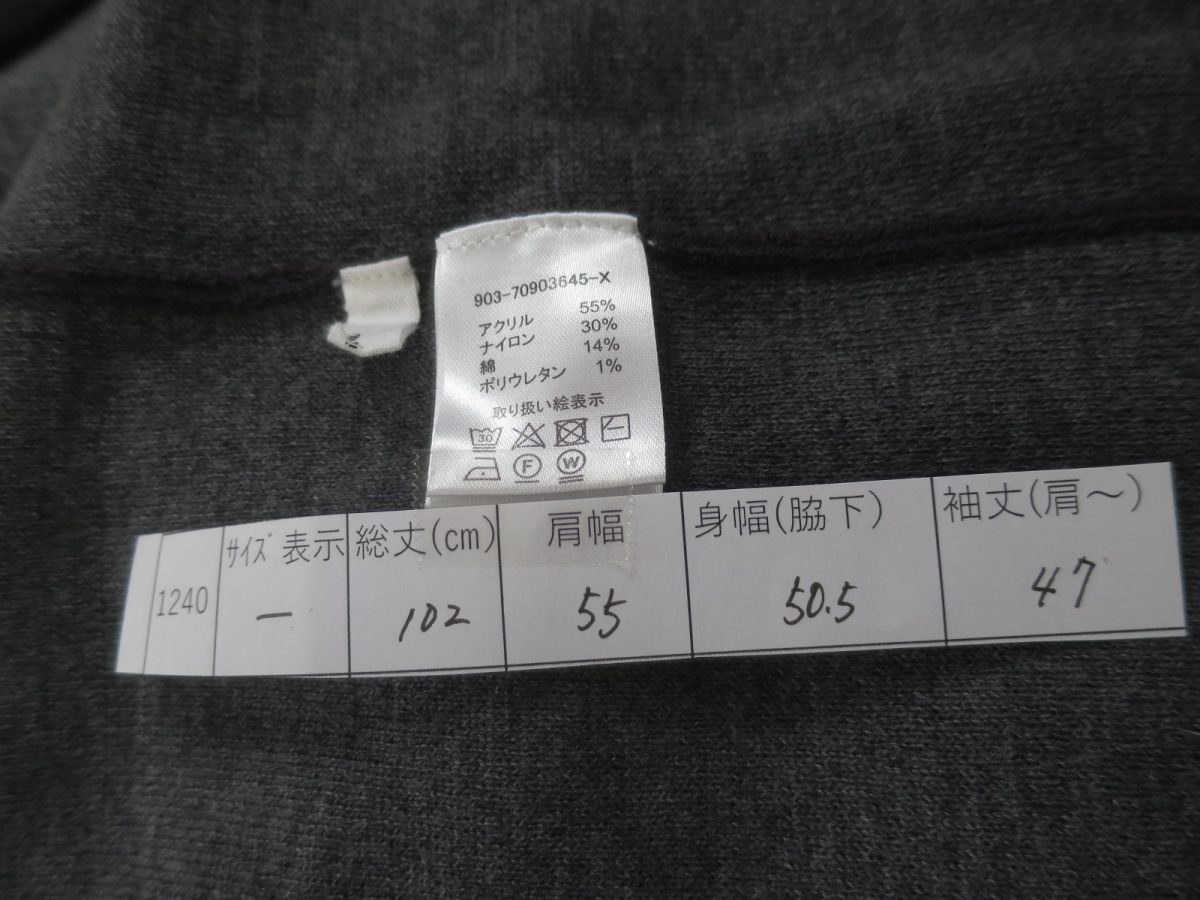 903-70903645-X
アクリル 55%
ナイロン 30%
綿 14%
ポリウレタン 1%
取り扱い絵表示
30
F W
1240 サイズ表示 総丈(cm) 肩幅 身幅(脇下) 袖丈(肩〜)
— 102 55 50.5 47